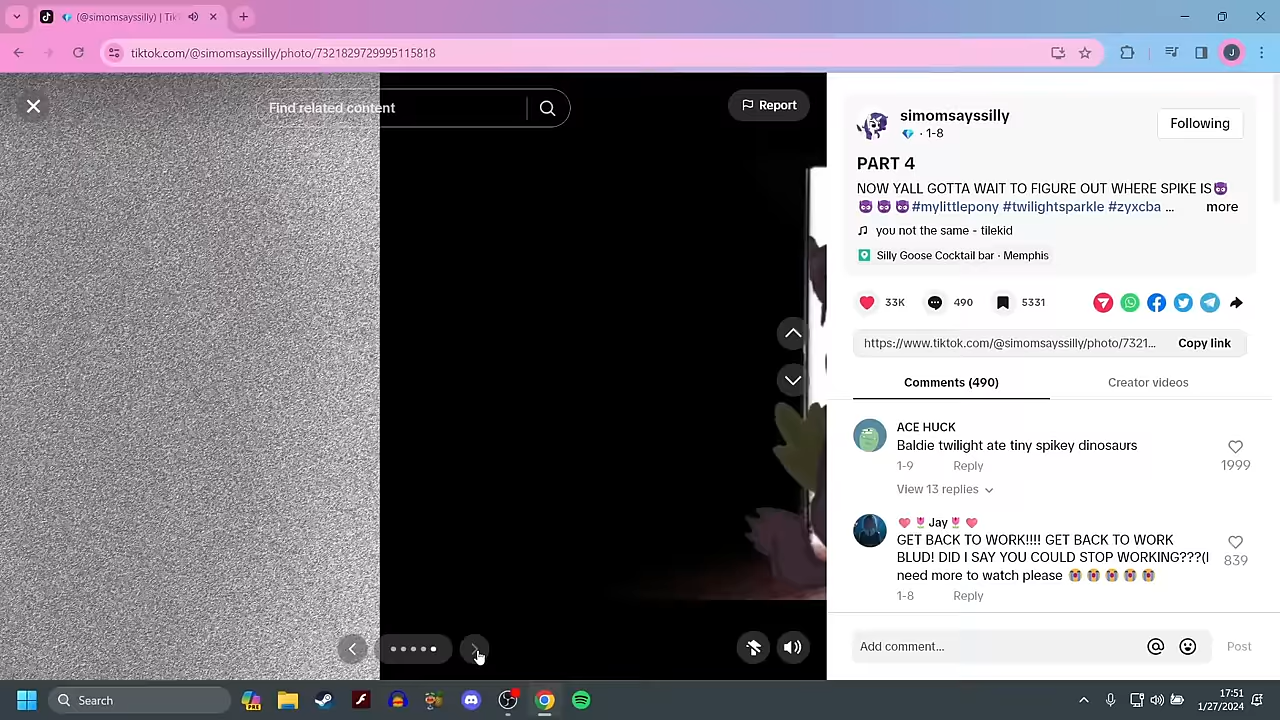 (@simomsayssilly) | Tik
tiktok.com/@simomsayssilly/photo/7321829729995115818
J
Find related content
Report
simomsayssilly
· 1-8
Following
PART 4
NOW YALL GOTTA WAIT TO FIGURE OUT WHERE SPIKE IS😈
😈 😈 😈#mylittlepony #twilightsparkle #zyxcba ... more
you not the same - tilekid
Silly Goose Cocktail bar · Memphis
33K 490 5331
https://www.tiktok.com/@simomsayssilly/photo/7321... Copy link
Comments (490) Creator videos
ACE HUCK
Baldie twilight ate tiny spikey dinosaurs
1999
1-9 Reply
View 13 replies
❤️ 🌷Jay🌷 ❤️
GET BACK TO WORK!!!! GET BACK TO WORK
BLUD! DID I SAY YOU COULD STOP WORKING???(I
need more to watch please 😭 😭 😭 😭 😭
839
1-8 Reply
Add comment... Post
Search
17:51
1/27/2024